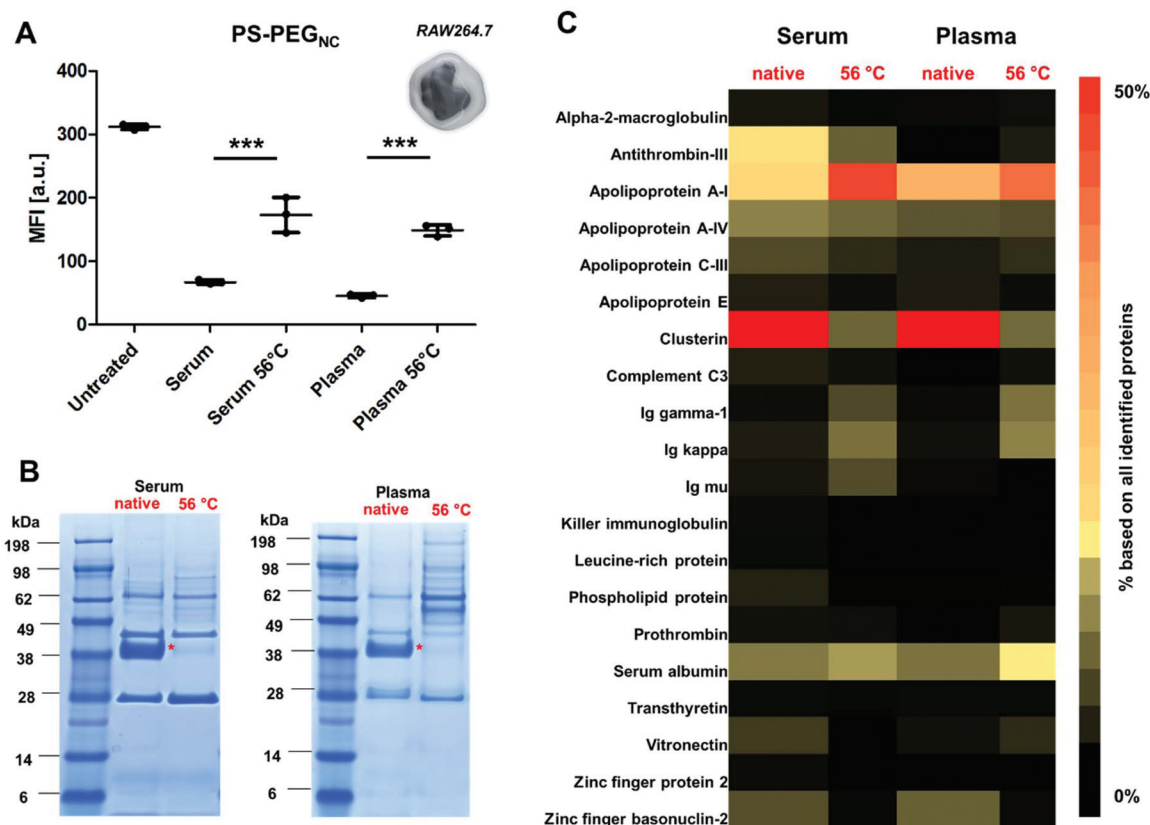 A
PS-PEGNC
RAW264.7
400
300
200
100
0
MFI [a.u.]
***
***
Untreated
Serum
Serum 56°C
Plasma
Plasma 56°C
B
Serum
native 56 °C
kDa
198
98
62
49
38
28
14
6
*
Plasma
native 56 °C
kDa
198
98
62
49
38
28
14
6
*
C
Serum Plasma
native 56 °C native 56 °C
Alpha-2-macroglobulin
Antithrombin-III
Apolipoprotein A-I
Apolipoprotein A-IV
Apolipoprotein C-III
Apolipoprotein E
Clusterin
Complement C3
Ig gamma-1
Ig kappa
Ig mu
Killer immunoglobulin
Leucine-rich protein
Phospholipid protein
Prothrombin
Serum albumin
Transthyretin
Vitronectin
Zinc finger protein 2
Zinc finger basonuclin-2
50%
% based on all identified proteins
0%